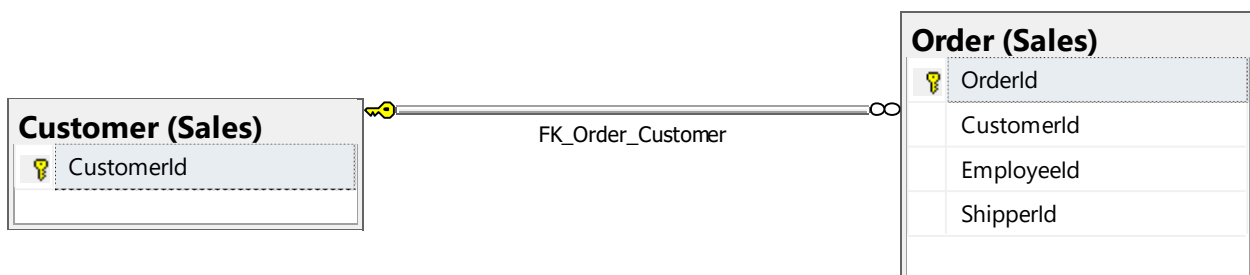 Customer (Sales)
CustomerId
FK_Order_Customer
Order (Sales)
OrderId
CustomerId
EmployeeId
ShipperId